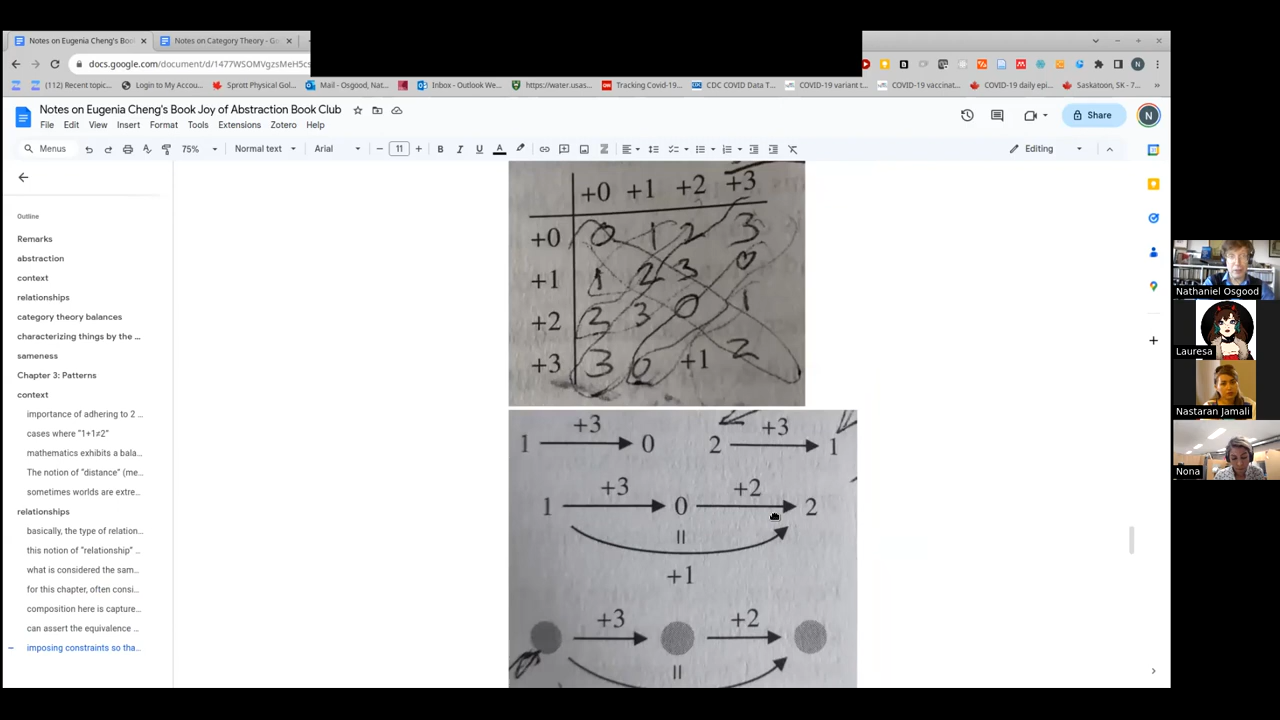 Notes on Eugenia Cheng's Boo
Notes on Category Theory - G
docs.google.com/document/d/1477WSOMVgzsMeH5cs
(112) Recent topic...
Login to My Accou...
Sprott Physical Gol...
Mail - Osgood, Nat...
Inbox - Outlook We...
https://water.usas...
Tracking Covid-19...
CDC COVID Data T...
COVID-19 variant t...
COVID-19 vaccinat...
COVID-19 daily epi...
Saskatoon, SK - 7...
Notes on Eugenia Cheng's Book Joy of Abstraction Book Club
File Edit View Insert Format Tools Extensions Zotero Help
Share
N
Menus 75% Normal text Arial 11 B I U A Editing
Outline
Remarks
abstraction
context
relationships
category theory balances
characterizing things by the ...
sameness
Chapter 3: Patterns
context
importance of adhering to 2 ...
cases where "1+1≠2"
mathematics exhibits a bala...
The notion of "distance" (me...
sometimes worlds are extre...
relationships
basically, the type of relation...
this notion of "relationship" ...
what is considered the sam...
for this chapter, often consi...
composition here is capture...
can assert the equivalence ...
imposing constraints so tha...
+0 +1 +2 +3
+0 0 1 2 3
+1 1 2 3 0
+2 2 3 0 1
+3 3 0 +1 2
+3 +3
1 0 2 1
+3 +2
1 0 2
=
+1
+3 +2
=
Nathaniel Osgood
Lauresa
Nastaran Jamali
Nona